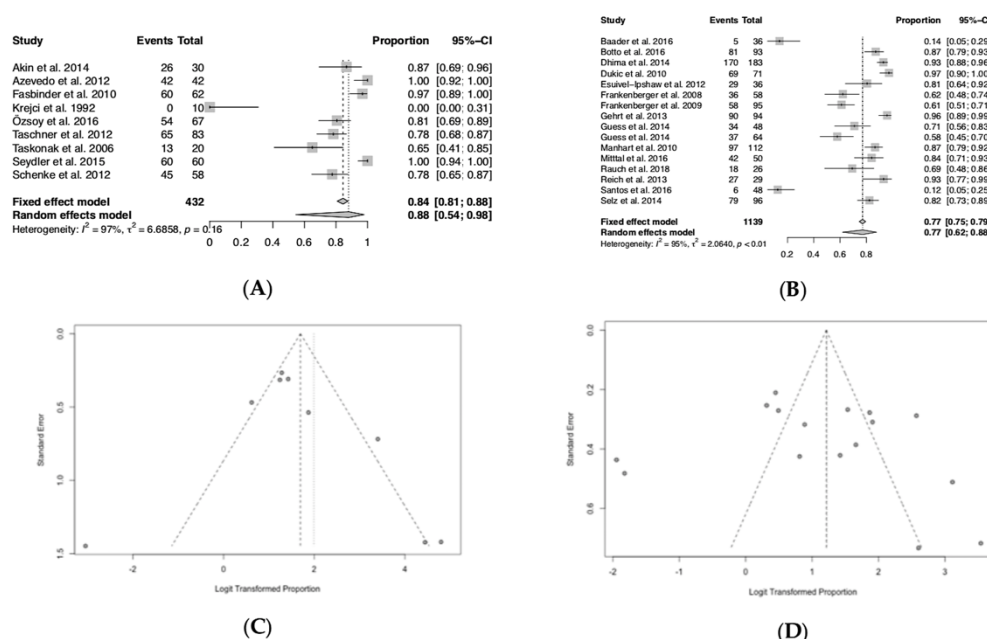 Study Events Total Proportion 95%−CI
Akin et al. 2014 26 30 0.87 [0.69; 0.96]
Azevedo et al. 2012 42 42 1.00 [0.92; 1.00]
Fasbinder et al. 2010 60 62 0.97 [0.89; 1.00]
Krejci et al. 1992 0 10 0.00 [0.00; 0.31]
Özsoy et al. 2016 54 67 0.81 [0.69; 0.89]
Taschner et al. 2012 65 83 0.78 [0.68; 0.87]
Taskonak et al. 2006 13 20 0.65 [0.41; 0.85]
Seydler et al. 2015 60 60 1.00 [0.94; 1.00]
Schenke et al. 2012 45 58 0.78 [0.65; 0.87]
Fixed effect model 432 0.84 [0.81; 0.88]
Random effects model 0.88 [0.54; 0.98]
Heterogeneity: I² = 97%, τ² = 6.6858, p = 0.16
0 0.2 0.4 0.6 0.8 1
(A)
Study Events Total Proportion 95%−CI
Baader et al. 2016 5 36 0.14 [0.05; 0.29
Botto et al. 2016 81 93 0.87 [0.79; 0.93
Dhima et al. 2014 170 183 0.93 [0.88; 0.96
Dukic et al. 2010 69 71 0.97 [0.90; 1.00
Esuivel−Ipshaw et al. 2012 29 36 0.81 [0.64; 0.92
Frankenberger et al. 2008 36 58 0.62 [0.48; 0.74
Frankenberger et al. 2009 58 95 0.61 [0.51; 0.71
Gehrt et al. 2013 90 94 0.96 [0.89; 0.99
Guess et al. 2014 34 48 0.71 [0.56; 0.83
Guess et al. 2014 37 64 0.58 [0.45; 0.70
Manhart et al. 2010 97 112 0.87 [0.79; 0.92
Mitttal et al. 2016 42 50 0.84 [0.71; 0.93
Rauch et al. 2018 18 26 0.69 [0.48; 0.86
Reich et al. 2013 27 29 0.93 [0.77; 0.99
Santos et al. 2016 6 48 0.12 [0.05; 0.25
Selz et al. 2014 79 96 0.82 [0.73; 0.89
Fixed effect model 1139 0.77 [0.75; 0.79
Random effects model 0.77 [0.62; 0.88
Heterogeneity: I² = 95%, τ² = 2.0640, p < 0.01
0.2 0.4 0.6 0.8
(B)
0.0
0.5
1.0
1.5
Standard Error
-2 0 2 4
Logit Transformed Proportion
(C)
0.0
0.2
0.4
0.6
Standard Error
-2 -1 0 1 2 3
Logit Transformed Proportion
(D)